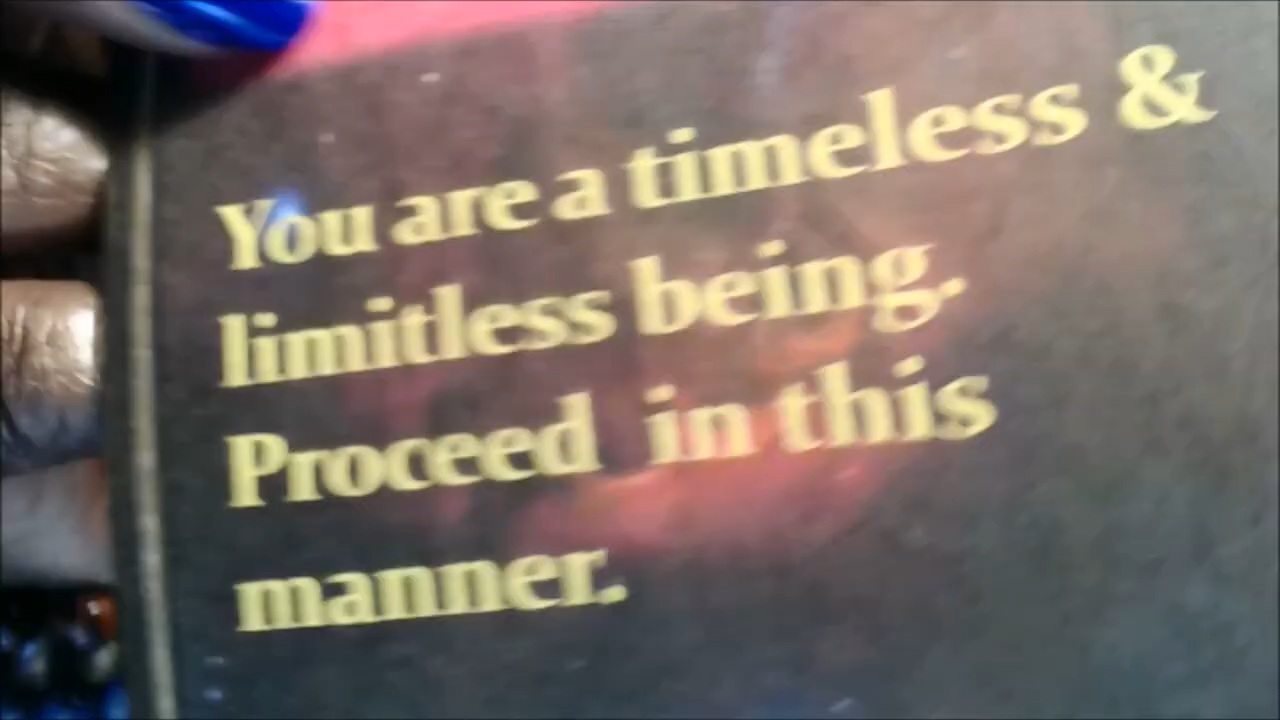 You are a timeless &
limitless being.
Proceed in this
manner.